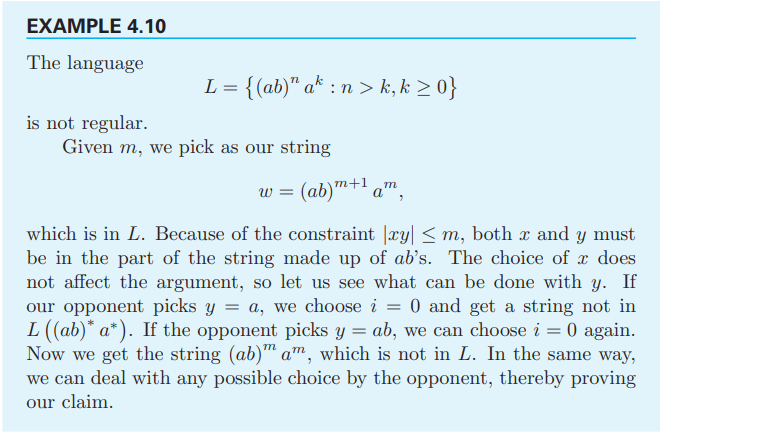 EXAMPLE 4.10
The language
L = {(ab)ⁿ aᵏ : n > k, k ≥ 0}
is not regular.
Given m, we pick as our string
w = (ab)ᵐ⁺¹ aᵐ,
which is in L. Because of the constraint |xy| ≤ m, both x and y must
be in the part of the string made up of ab's. The choice of x does
not affect the argument, so let us see what can be done with y. If
our opponent picks y = a, we choose i = 0 and get a string not in
L ((ab)* a*). If the opponent picks y = ab, we can choose i = 0 again.
Now we get the string (ab)ᵐ aᵐ, which is not in L. In the same way,
we can deal with any possible choice by the opponent, thereby proving
our claim.